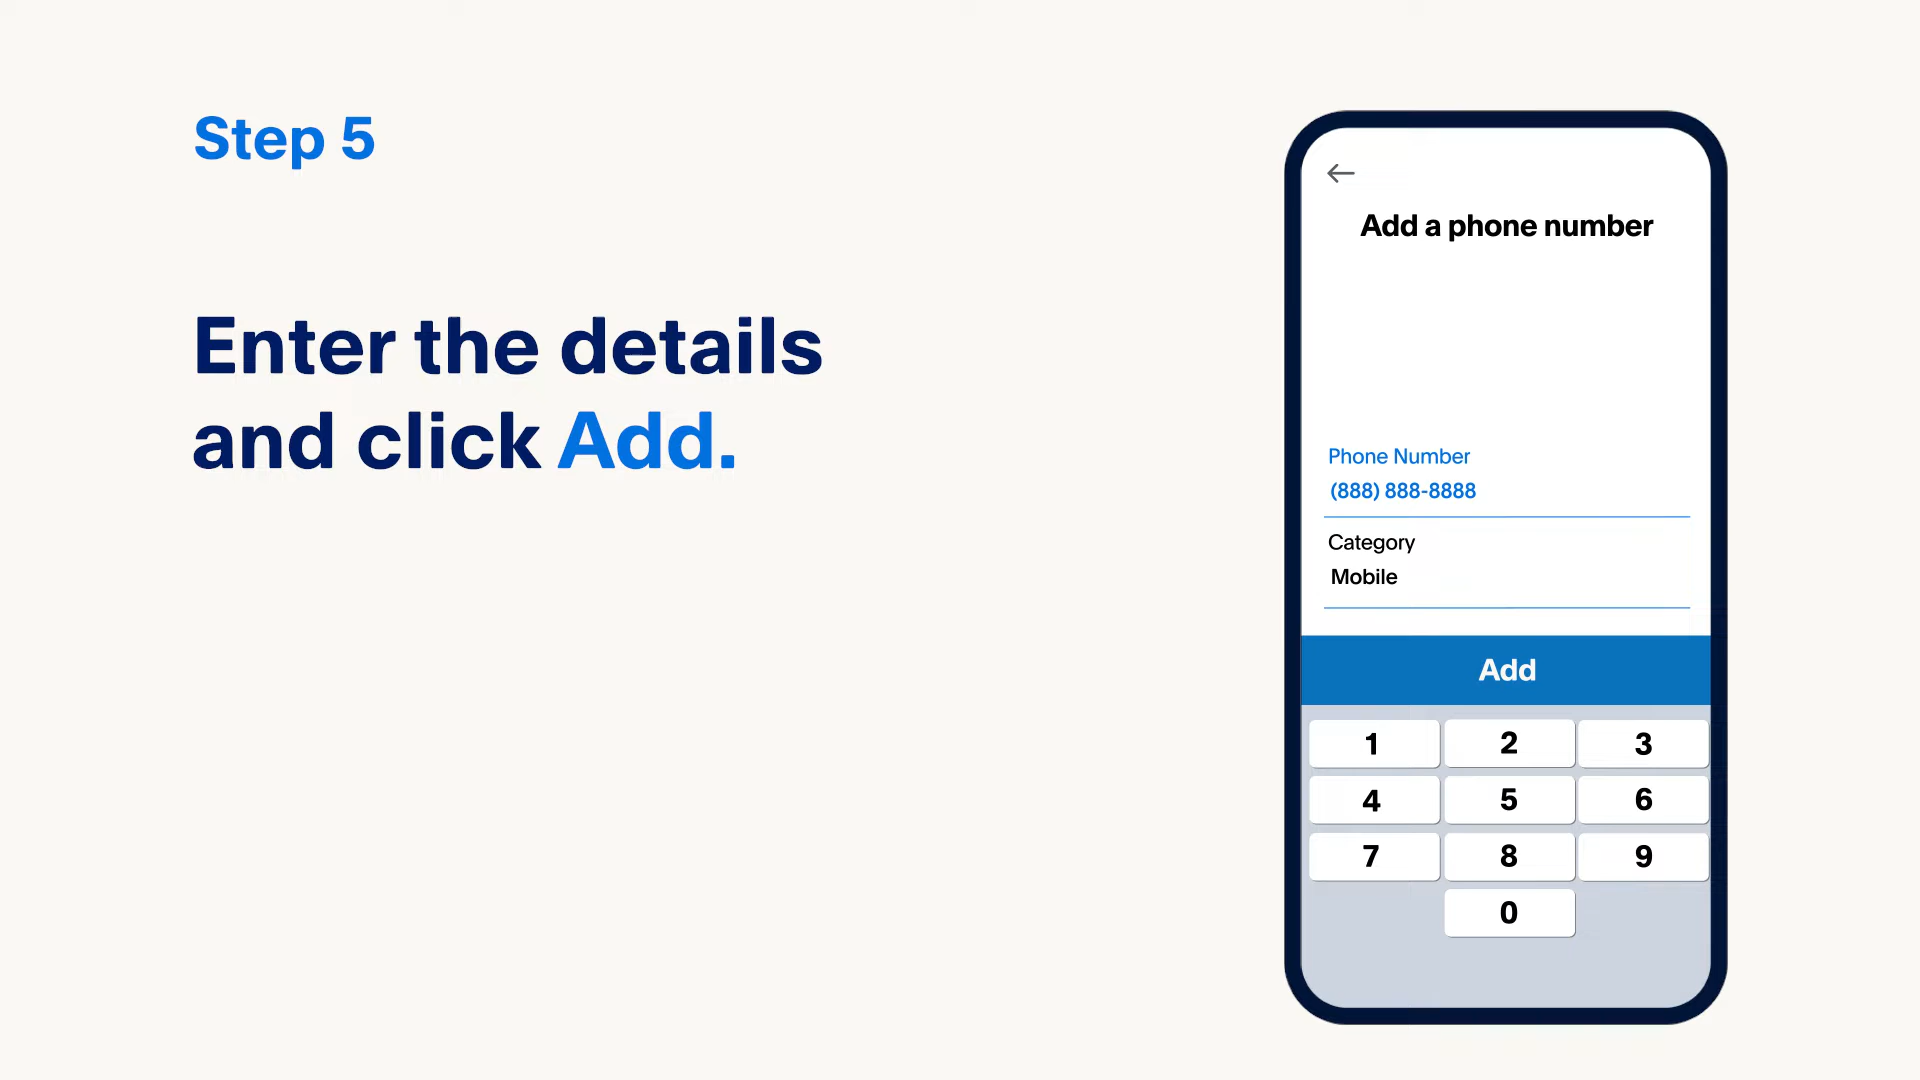 Step 5
Enter the details
and click Add.
Add a phone number
Phone Number
(888) 888-8888
Category
Mobile
Add
1 2 3
4 5 6
7 8 9
0